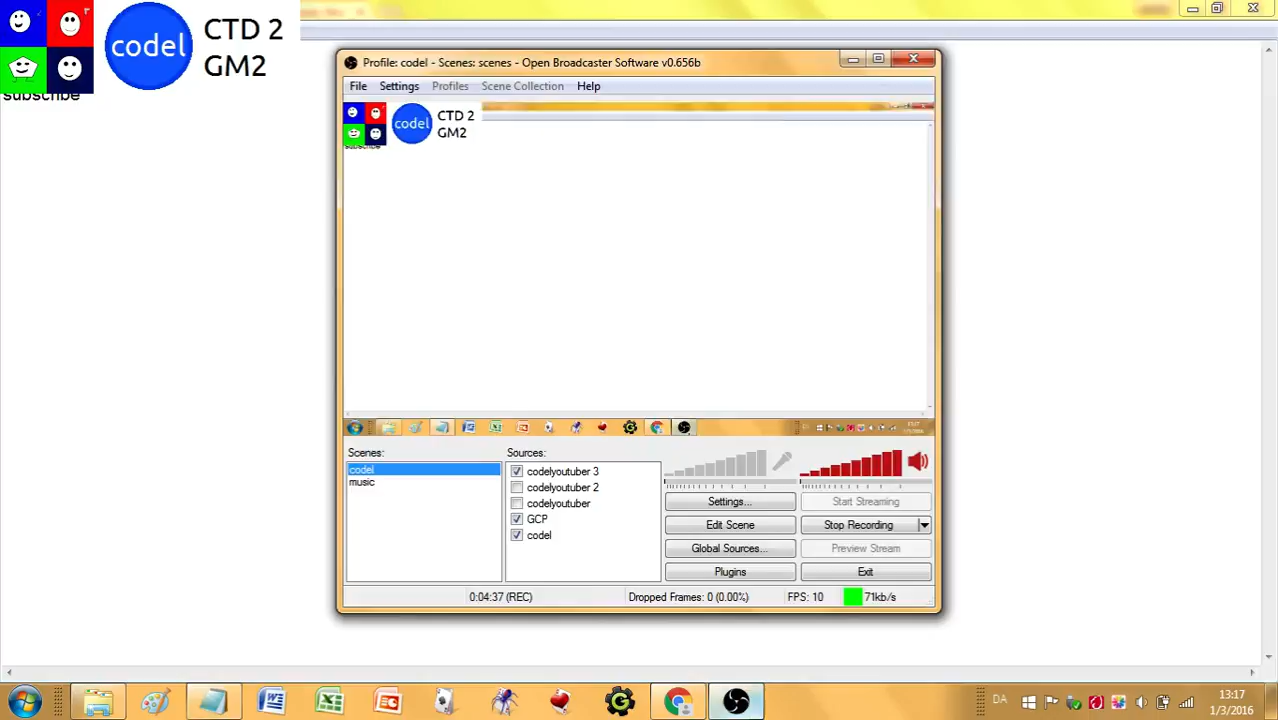 codel
CTD 2
GM2
subscribe
Profile: codel - Scenes: scenes - Open Broadcaster Software v0.656b
File Settings Profiles Scene Collection Help
codel
CTD 2
GM2
subscribe
Scenes:
codel
music
Sources:
codelyoutuber 3
codelyoutuber 2
codelyoutuber
GCP
codel
Settings... Start Streaming
Edit Scene Stop Recording
Global Sources... Preview Stream
Plugins Exit
0:04:37 (REC) Dropped Frames: 0 (0.00%) FPS: 10 71kb/s
DA
13:17
1/3/2016